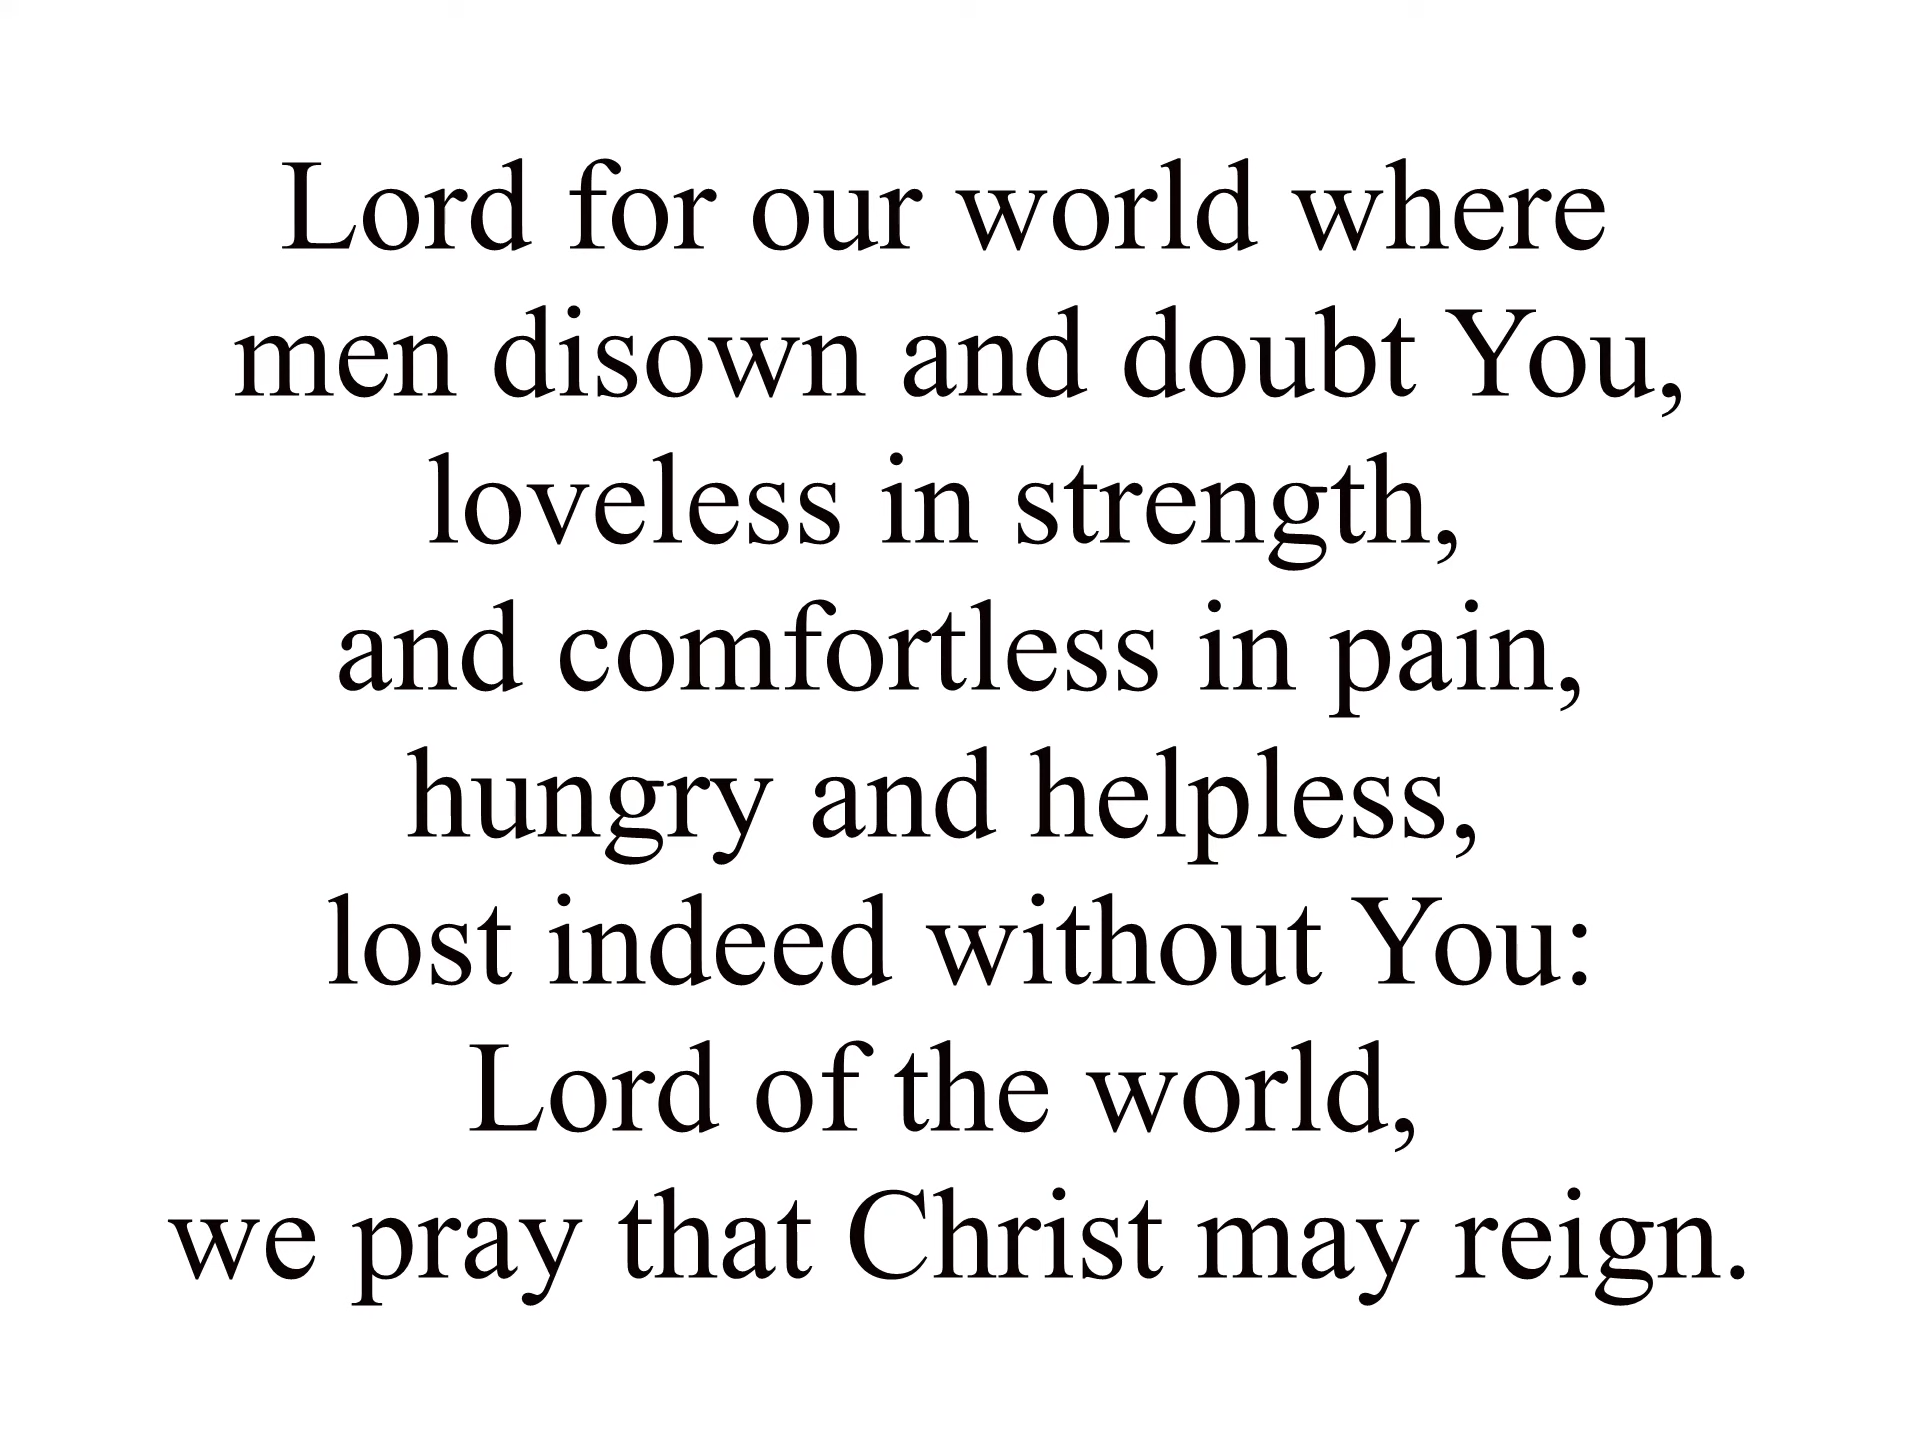 Lord for our world where
men disown and doubt You,
loveless in strength,
and comfortless in pain,
hungry and helpless,
lost indeed without You:
Lord of the world,
we pray that Christ may reign.